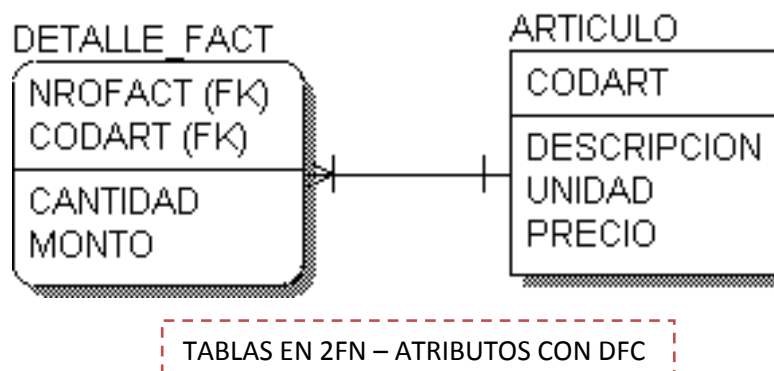 DETALLE_FACT
NROFACT (FK)
CODART (FK)
CANTIDAD
MONTO
ARTICULO
CODART
DESCRIPCION
UNIDAD
PRECIO
TABLAS EN 2FN – ATRIBUTOS CON DFC